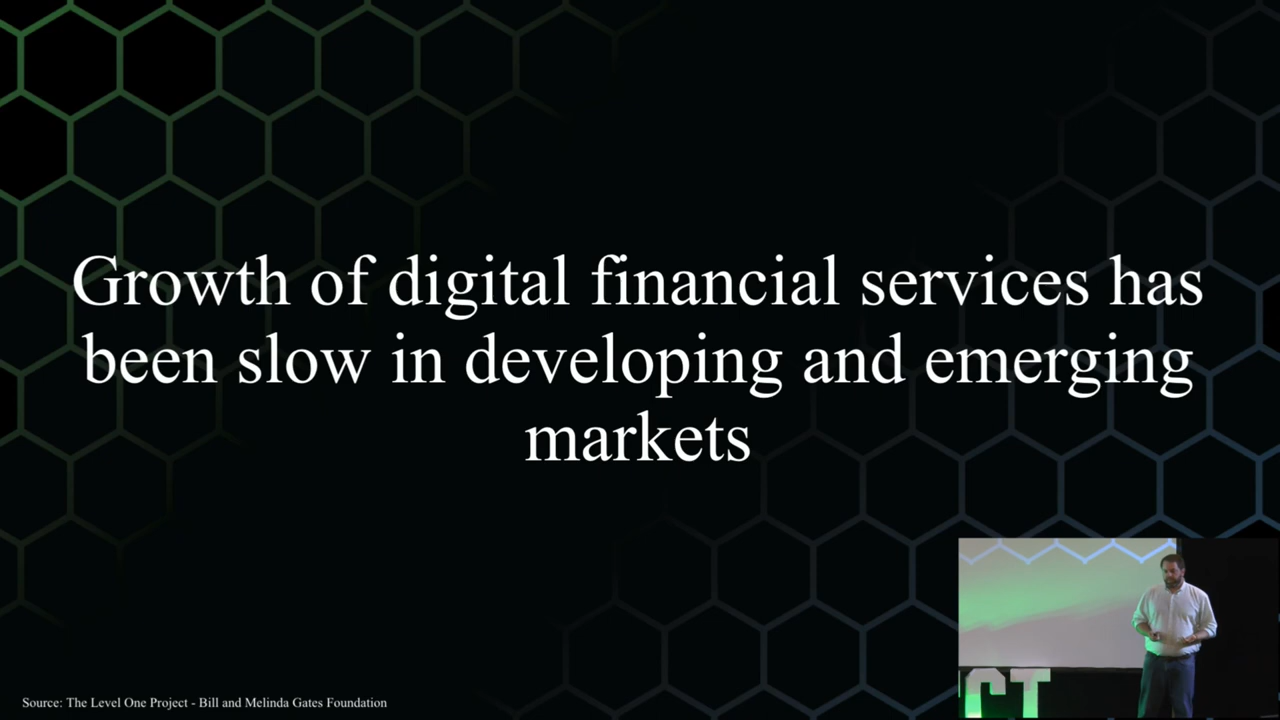 Growth of digital financial services has
been slow in developing and emerging
markets
CT
Source: The Level One Project - Bill and Melinda Gates Foundation